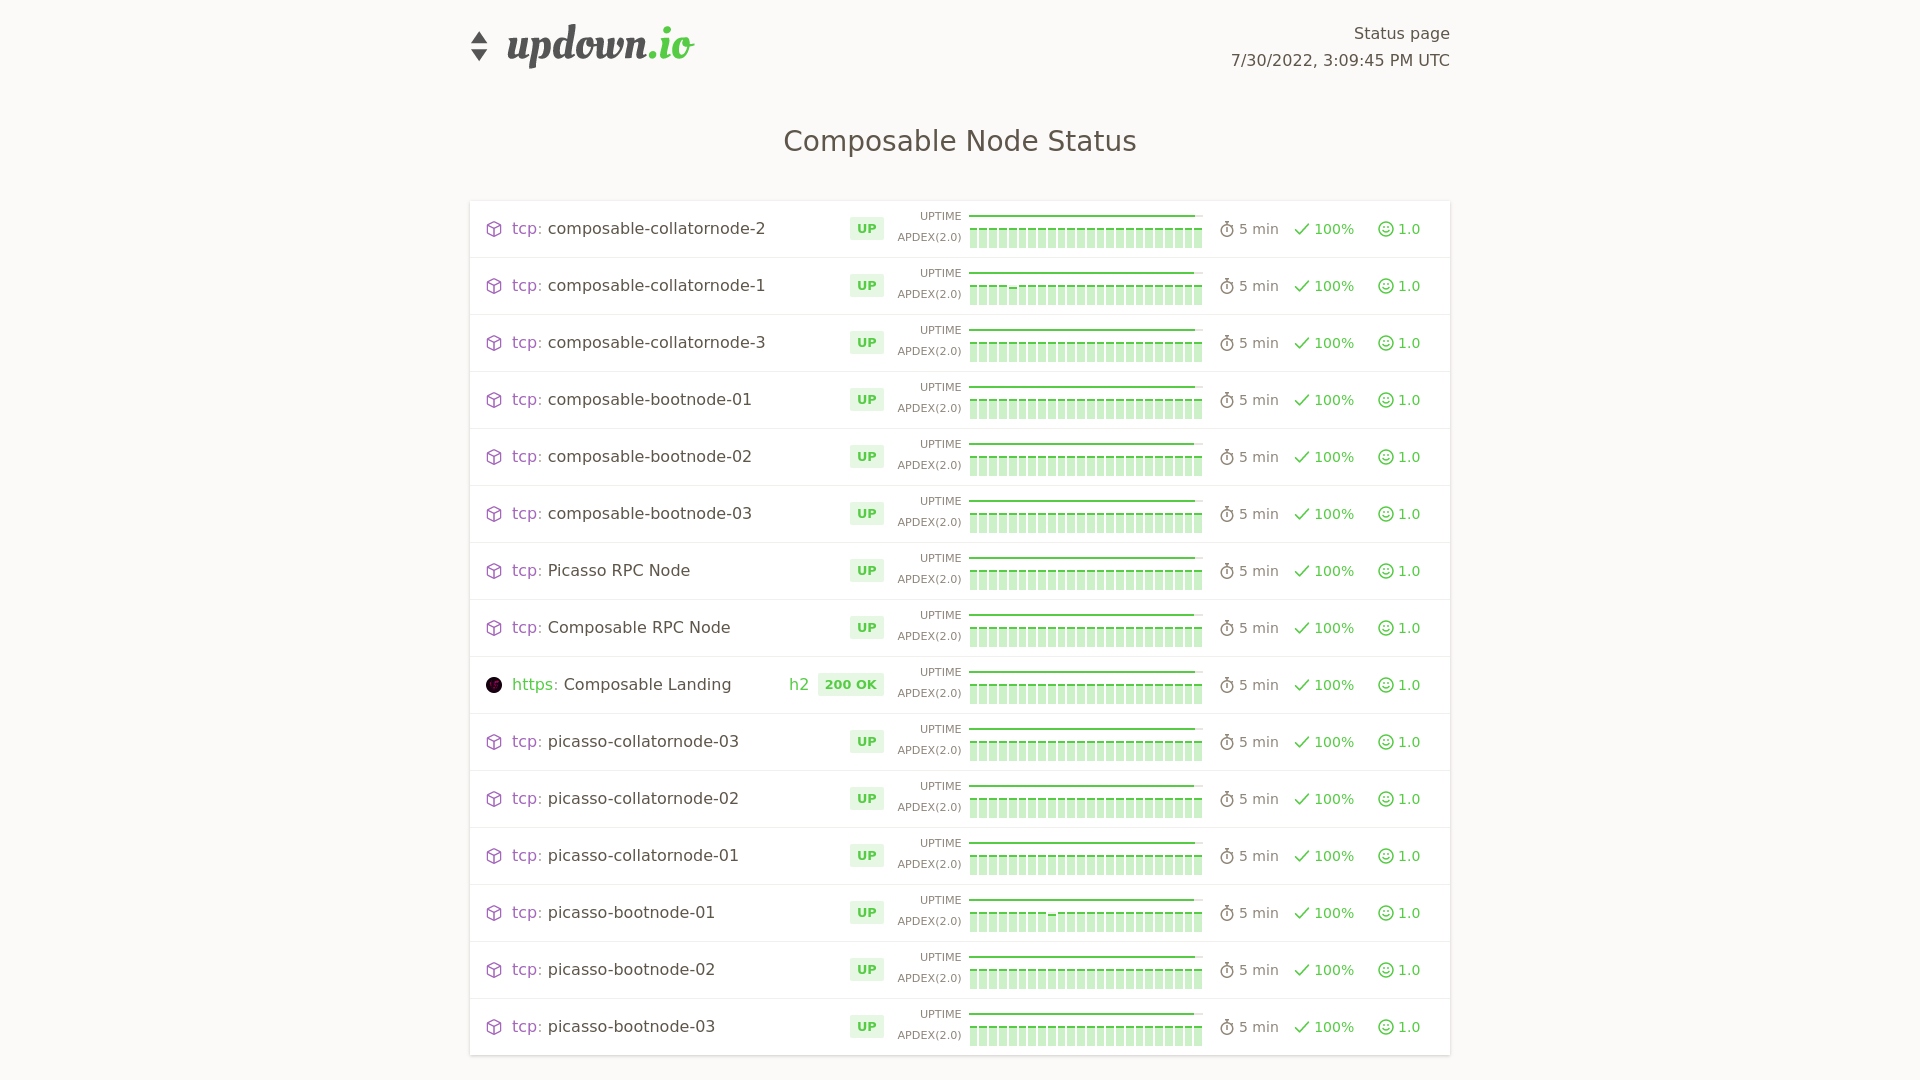 updown.io
Status page
7/30/2022, 3:09:45 PM UTC
Composable Node Status
tcp: composable-collatornode-2 UP UPTIME APDEX(2.0) 5 min 100% 1.0
tcp: composable-collatornode-1 UP UPTIME APDEX(2.0) 5 min 100% 1.0
tcp: composable-collatornode-3 UP UPTIME APDEX(2.0) 5 min 100% 1.0
tcp: composable-bootnode-01 UP UPTIME APDEX(2.0) 5 min 100% 1.0
tcp: composable-bootnode-02 UP UPTIME APDEX(2.0) 5 min 100% 1.0
tcp: composable-bootnode-03 UP UPTIME APDEX(2.0) 5 min 100% 1.0
tcp: Picasso RPC Node UP UPTIME APDEX(2.0) 5 min 100% 1.0
tcp: Composable RPC Node UP UPTIME APDEX(2.0) 5 min 100% 1.0
https: Composable Landing h2 200 OK UPTIME APDEX(2.0) 5 min 100% 1.0
tcp: picasso-collatornode-03 UP UPTIME APDEX(2.0) 5 min 100% 1.0
tcp: picasso-collatornode-02 UP UPTIME APDEX(2.0) 5 min 100% 1.0
tcp: picasso-collatornode-01 UP UPTIME APDEX(2.0) 5 min 100% 1.0
tcp: picasso-bootnode-01 UP UPTIME APDEX(2.0) 5 min 100% 1.0
tcp: picasso-bootnode-02 UP UPTIME APDEX(2.0) 5 min 100% 1.0
tcp: picasso-bootnode-03 UP UPTIME APDEX(2.0) 5 min 100% 1.0